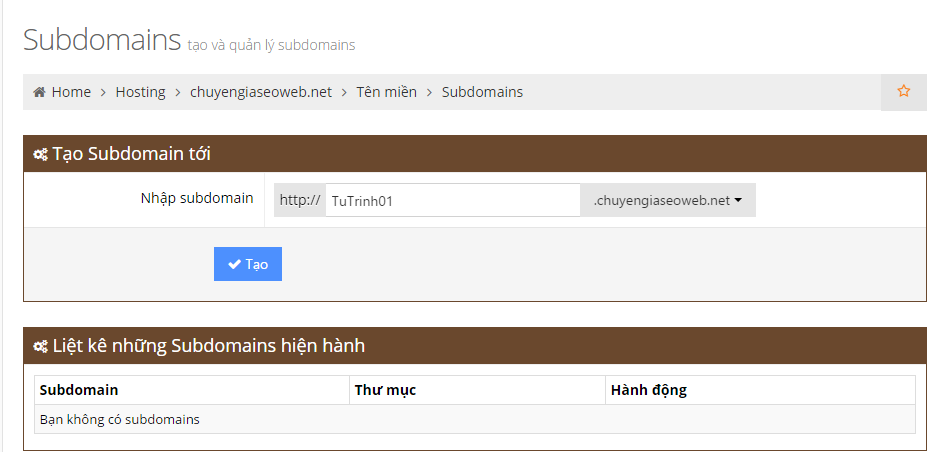 Subdomains tạo và quản lý subdomains
Home > Hosting > chuyengiaseoweb.net > Tên miền > Subdomains
Tạo Subdomain tới
Nhập subdomain http:// TuTrinh01 .chuyengiaseoweb.net
Tạo
Liệt kê những Subdomains hiện hành
Subdomain Thư mục Hành động
Bạn không có subdomains